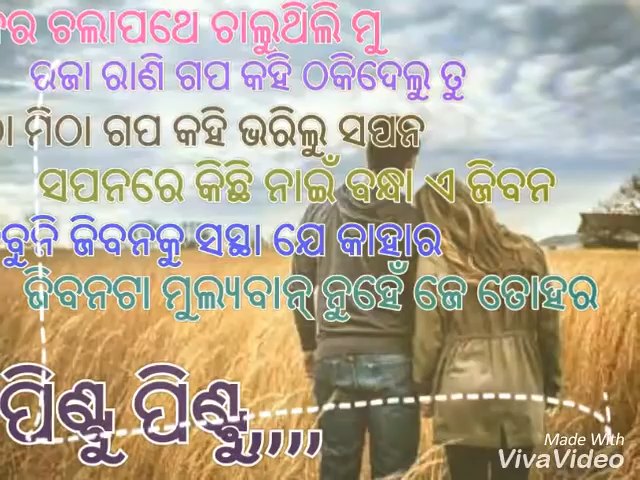 ଚଲାପଥେ ଚାଲୁଥିଲି ମୁ
ରଜା ରାଣି ଗପ କହି ଠକିଦେଲୁ ତୁ
ମିଠା ଗପ କହି ଭରିଲୁ ସପନ
ସପନରେ କିଛି ନାଇଁ ବନ୍ଧା ଏ ଜିବନ
ଜିବନକୁ ସସ୍ଥା ଯେ କାହାର
ଜିବନଟା ମୁଲ୍ୟବାନ୍ ନୁହେଁ ଜେ ତୋହର
ପିଣ୍ଟୁ ପିଣ୍ଟୁ,,,,
Made With
VivaVideo